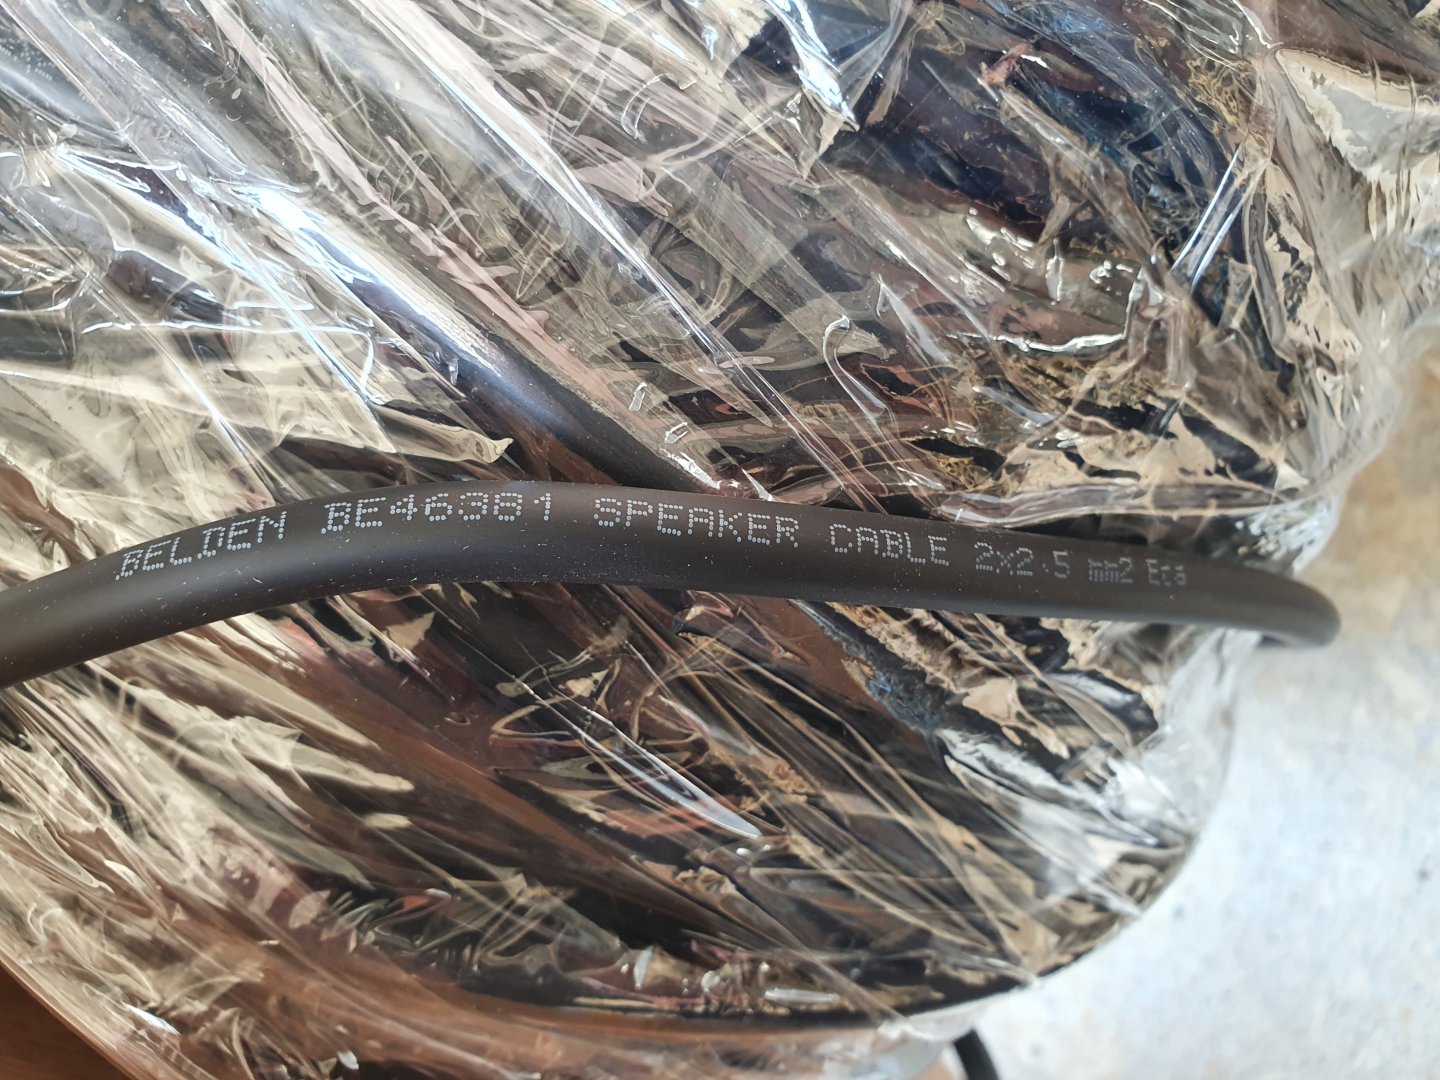 BELDEN BE46381 SPEAKER CABLE 2x2.5 mm2 Eca